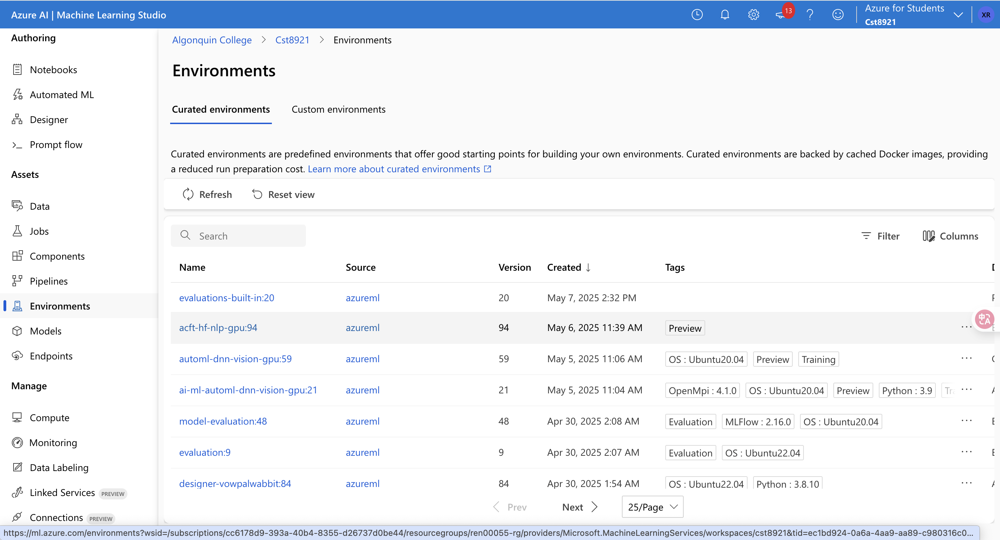 Azure AI | Machine Learning Studio
13
Azure for Students
Cst8921
XR
Authoring
Notebooks
Automated ML
Designer
Prompt flow
Assets
Data
Jobs
Components
Pipelines
Environments
Models
Endpoints
Manage
Compute
Monitoring
Data Labeling
Linked Services PREVIEW
Connections PREVIEW
Algonquin College > Cst8921 > Environments
Environments
Curated environments Custom environments
Curated environments are predefined environments that offer good starting points for building your own environments. Curated environments are backed by cached Docker images, providing
a reduced run preparation cost. Learn more about curated environments
Refresh Reset view
Search Filter Columns
Name Source Version Created ↓ Tags
evaluations-built-in:20 azureml 20 May 7, 2025 2:32 PM
acft-hf-nlp-gpu:94 azureml 94 May 6, 2025 11:39 AM Preview ...
automl-dnn-vision-gpu:59 azureml 59 May 5, 2025 11:06 AM OS : Ubuntu20.04 Preview Training ...
ai-ml-automl-dnn-vision-gpu:21 azureml 21 May 5, 2025 11:04 AM OpenMpi : 4.1.0 OS : Ubuntu20.04 Preview Python : 3.9 ...
model-evaluation:48 azureml 48 Apr 30, 2025 2:08 AM Evaluation MLFlow : 2.16.0 OS : Ubuntu20.04 ...
evaluation:9 azureml 9 Apr 30, 2025 2:07 AM Evaluation OS : Ubuntu22.04 ...
designer-vowpalwabbit:84 azureml 84 Apr 30, 2025 1:54 AM OS : Ubuntu22.04 Python : 3.8.10 ...
中A
Prev Next 25/Page
https://ml.azure.com/environments?wsid=/subscriptions/cc6178d9-393a-40b4-8355-d26737d0be44/resourcegroups/ren00055-rg/providers/Microsoft.MachineLearningServices/workspaces/cst8921&tid=ec1bd924-0a6a-4aa9-aa89-c980316c0...